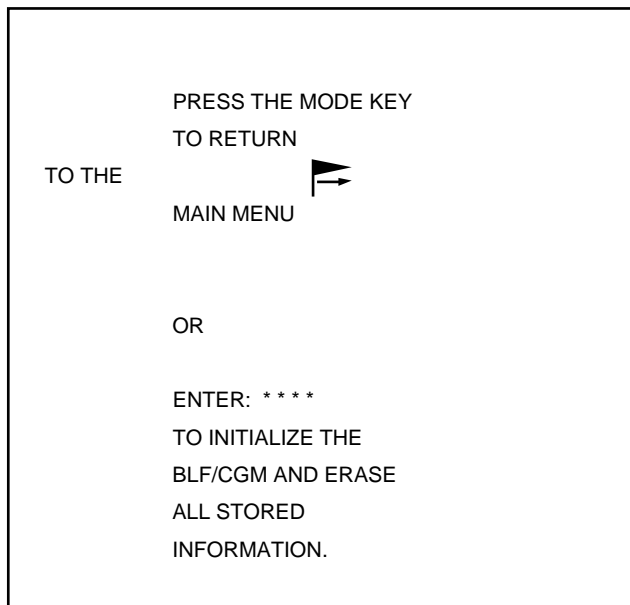 PRESS THE MODE KEY
TO RETURN
TO THE
MAIN MENU
OR
ENTER: * * * *
TO INITIALIZE THE
BLF/CGM AND ERASE
ALL STORED
INFORMATION.